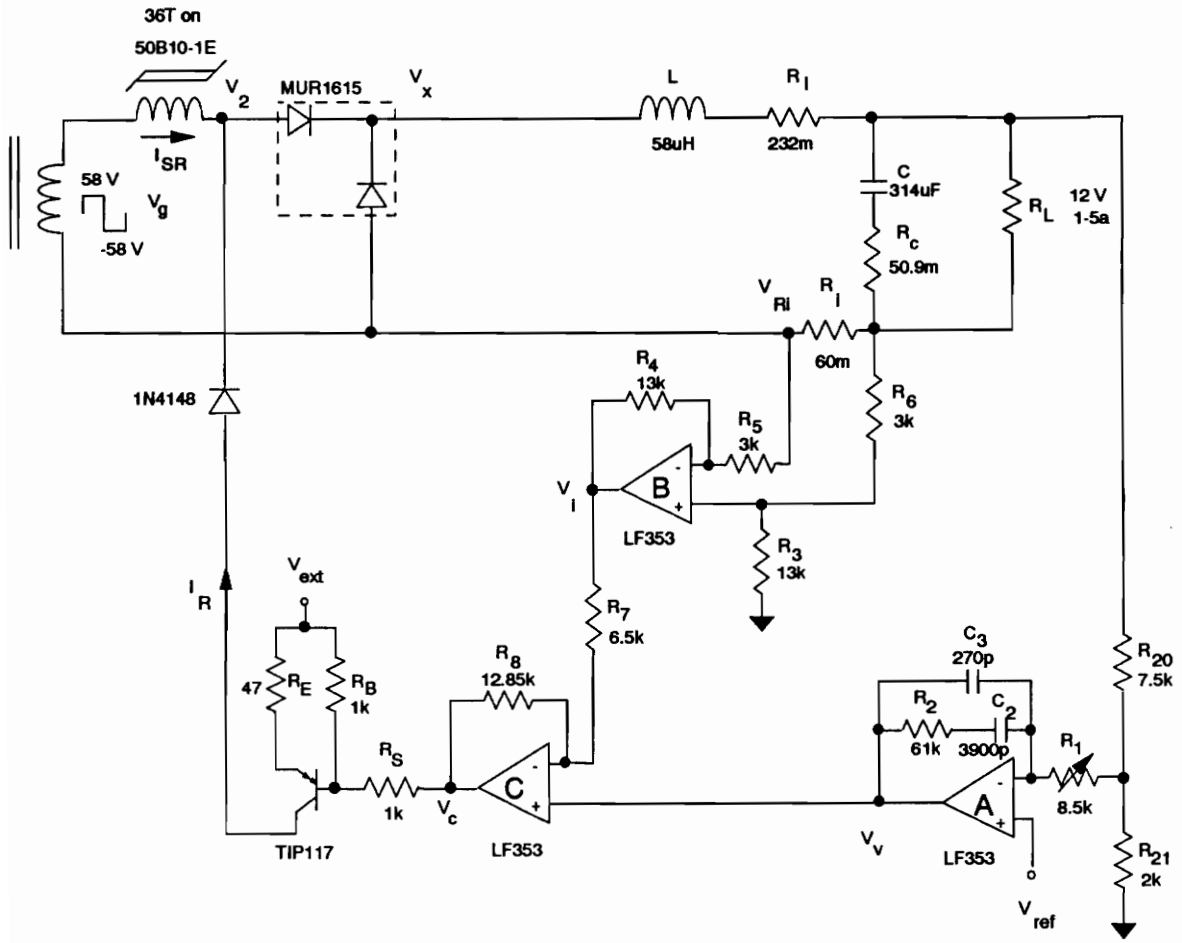 36T on
50B10-1E
V2
MUR1615
Vx
L
Rl
ISR
58uH
232m
58 V
Vg
-58 V
C
314uF
RL
12 V
1-5a
Rc
50.9m
VRi
Ri
60m
R4
13k
1N4148
R5
3k
R6
3k
Vi
B
-
+
LF353
R3
13k
Vext
IR
R7
6.5k
C3
270p
R20
7.5k
R8
12.85k
47
RE
RB
1k
R2
61k
C2
3900p
R1
8.5k
RS
1k
C
-
+
Vc
A
-
+
TIP117
LF353
Vv
LF353
R21
2k
Vref